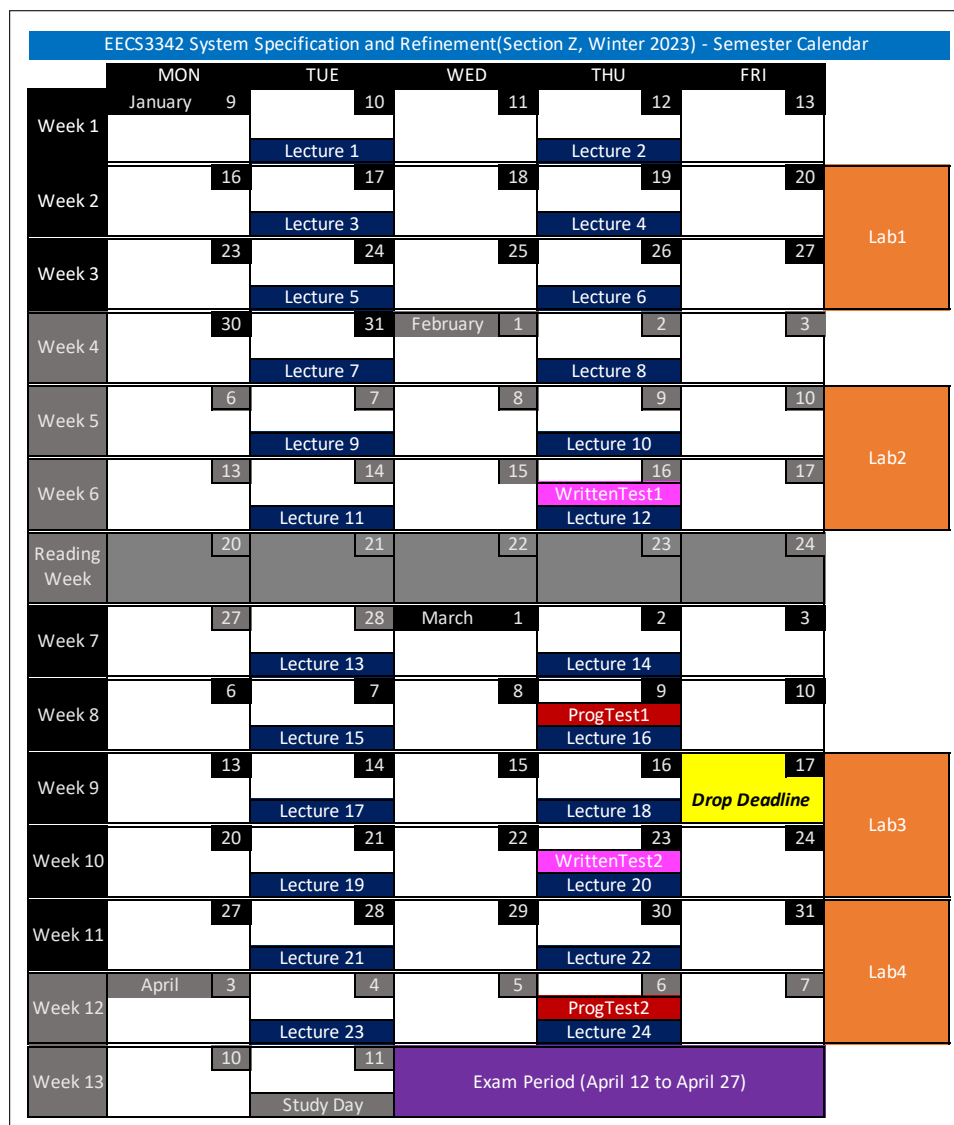 EECS3342 System Specification and Refinement(Section Z, Winter 2023) - Semester Calendar
MON TUE WED THU FRI
Week 1 January 9 10 11 12 13
Lecture 1 Lecture 2
Week 2 16 17 18 19 20
Lecture 3 Lecture 4
Lab1
Week 3 23 24 25 26 27
Lecture 5 Lecture 6
Week 4 30 31 February 1 2 3
Lecture 7 Lecture 8
Week 5 6 7 8 9 10
Lecture 9 Lecture 10
Lab2
Week 6 13 14 15 16 17
WrittenTest1
Lecture 11 Lecture 12
Reading
Week
20 21 22 23 24
Week 7 27 28 March 1 2 3
Lecture 13 Lecture 14
Week 8 6 7 8 9 10
ProgTest1
Lecture 15 Lecture 16
Week 9 13 14 15 16 17
Drop Deadline
Lecture 17 Lecture 18
Lab3
Week 10 20 21 22 23 24
WrittenTest2
Lecture 19 Lecture 20
Week 11 27 28 29 30 31
Lecture 21 Lecture 22
Lab4
Week 12 April 3 4 5 6 7
ProgTest2
Lecture 23 Lecture 24
Week 13 10 11
Exam Period (April 12 to April 27)
Study Day